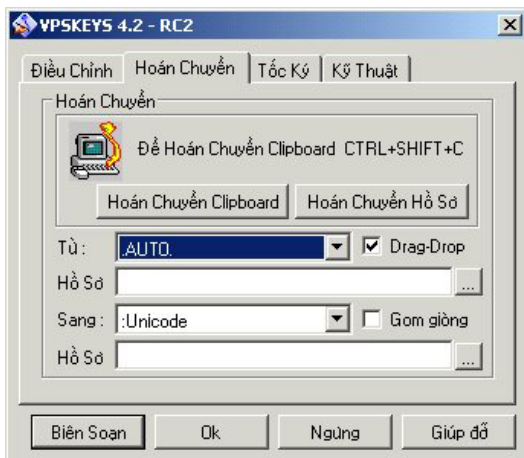 VPSKEYS 4.2 - RC2
Điều Chỉnh Hoán Chuyển Tốc Ký Kỹ Thuật
Hoán Chuyển
Để Hoán Chuyển Clipboard CTRL+SHIFT+C
Hoán Chuyển Clipboard Hoán Chuyển Hồ Sơ
Từ : .AUTO. Drag-Drop
Hồ Sơ ...
Sang : :Unicode Gom giòng
Hồ Sơ ...
Biên Soạn Ok Ngưng Giúp đổ